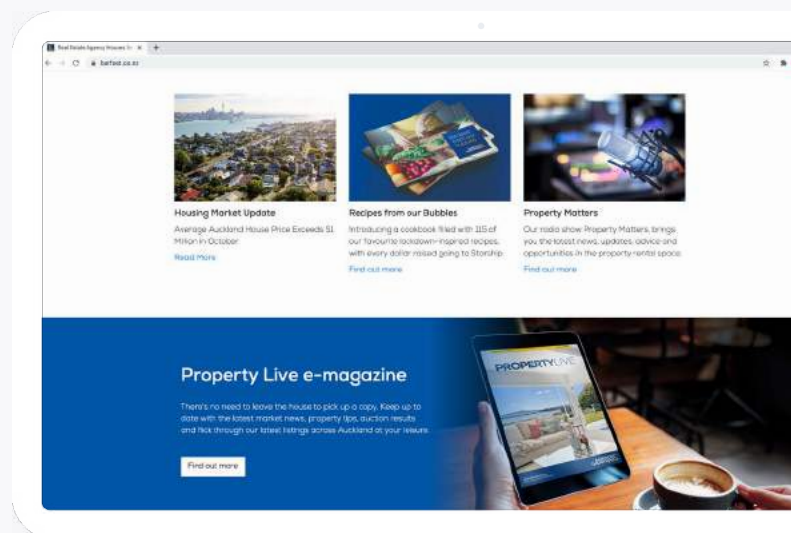 Real Estate Agency Houses
barfoot.co.nz
Housing Market Update
Average Auckland House Price Exceeds $1
Million in October
Read More
Recipes from our Bubbles
Introducing a cookbook filled with 115 of
our favourite lockdown-inspired recipes,
with every dollar raised going to Starship
Find out more
Property Matters
Our radio show Property Matters, brings
you the latest news, updates, advice and
opportunities in the property rental space.
Find out more
Property Live e-magazine
There's no need to leave the house to pick up a copy. Keep up to
date with the latest market news, property tips, auction results
and flick through our latest listings across Auckland at your leisure.
Find out more
PROPERTYLIVE